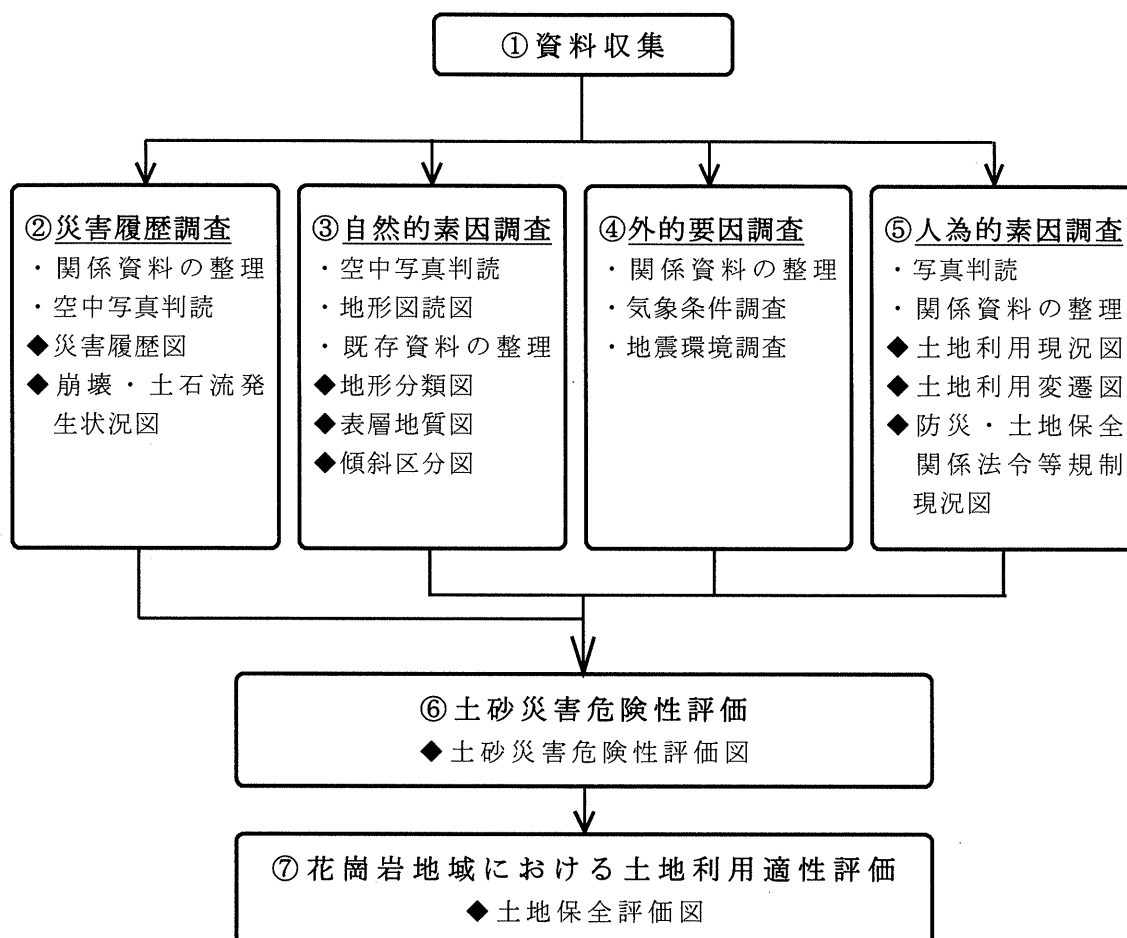 ①資料収集
②災害履歴調査
・関係資料の整理
・空中写真判読
◆災害履歴図
◆崩壊・土石流発
生状況図
③自然的素因調査
・空中写真判読
・地形図読図
・既存資料の整理
◆地形分類図
◆表層地質図
◆傾斜区分図
④外的要因調査
・関係資料の整理
・気象条件調査
・地震環境調査
⑤人為的素因調査
・写真判読
・関係資料の整理
◆土地利用現況図
◆土地利用変遷図
◆防災・土地保全
関係法令等規制
現況図
⑥土砂災害危険性評価
◆土砂災害危険性評価図
⑦花崗岩地域における土地利用適性評価
◆土地保全評価図